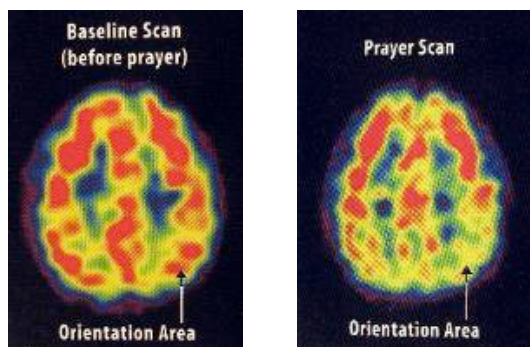 Baseline Scan
(before prayer)
Orientation Area
Prayer Scan
Orientation Area